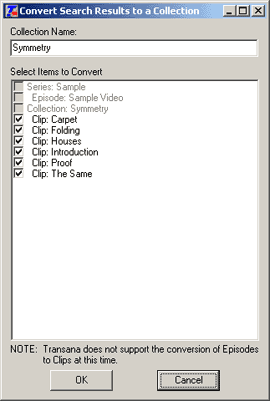 Convert Search Results to a Collection
Collection Name:
Symmetry
Select Items to Convert
Series: Sample
Episode: Sample Video
Collection: Symmetry
Clip: Carpet
Clip: Folding
Clip: Houses
Clip: Introduction
Clip: Proof
Clip: The Same
NOTE: Transana does not support the conversion of Episodes
to Clips at this time.
OK
Cancel